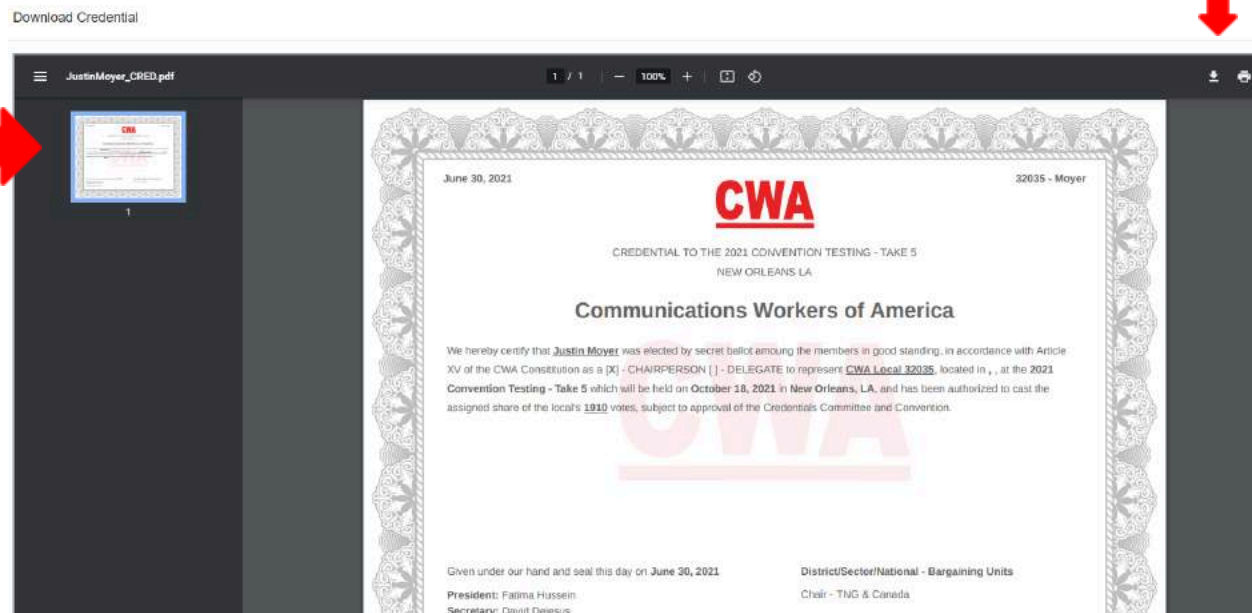 Download Credential
JustinMoyer_CRED.pdf
1 / 1
100%
1
June 30, 2021
32035 - Moyer
CWA
CREDENTIAL TO THE 2021 CONVENTION TESTING - TAKE 5
NEW ORLEANS LA
Communications Workers of America
We hereby certify that Justin Moyer was elected by secret ballot amoung the members in good standing, in accordance with Article
XV of the CWA Consititution as a [X] - CHAIRPERSON [ ] - DELEGATE to represent CWA Local 32035, located in , , at the 2021
Convention Testing - Take 5 which will be held on October 18, 2021 in New Orleans, LA, and has been authorized to cast the
assigned share of the local's 1910 votes, subject to approval of the Credentials Committee and Convention.
CWA
Given under our hand and seal this day on June 30, 2021
District/Sector/National - Bargaining Units
President: Fatima Hussein
Chair - TNG & Canada
Secretary: David DeJesus